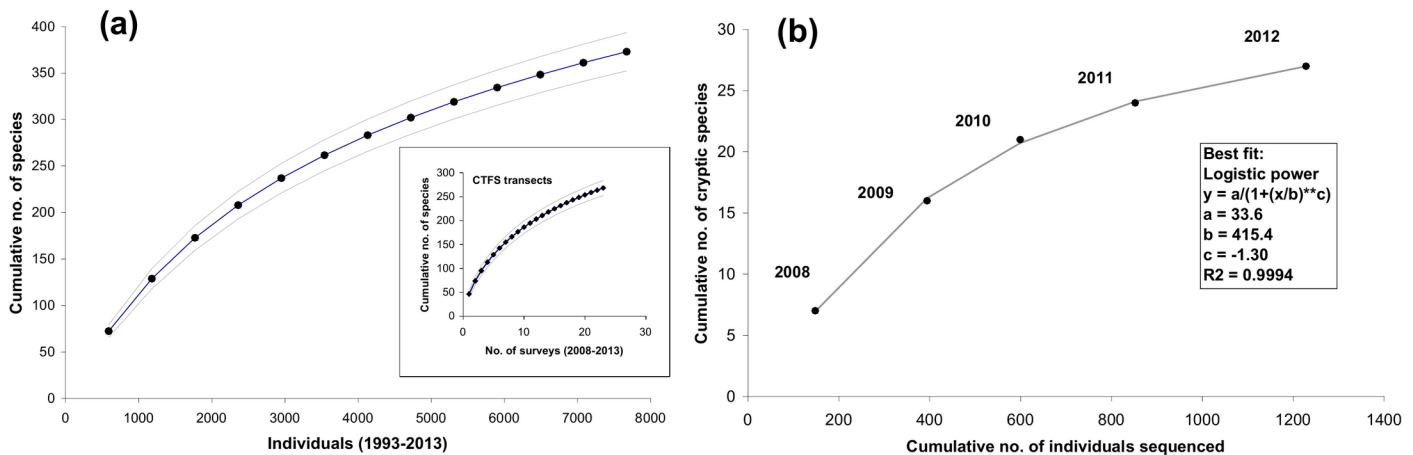 (a)
Cumulative no. of species
400
350
300
250
200
150
100
50
0
0 1000 2000 3000 4000 5000 6000 7000 8000
Individuals (1993-2013)
CTFS transects
Cumulative no. of species
300
250
200
150
100
50
0
0 10 20 30
No. of surveys (2008-2013)
(b)
Cumulative no. of cryptic species
30
25
20
15
10
5
0
2008
2009
2010
2011
2012
Best fit:
Logistic power
y = a/(1+(x/b)**c)
a = 33.6
b = 415.4
c = -1.30
R2 = 0.9994
0 200 400 600 800 1000 1200 1400
Cumulative no. of individuals sequenced